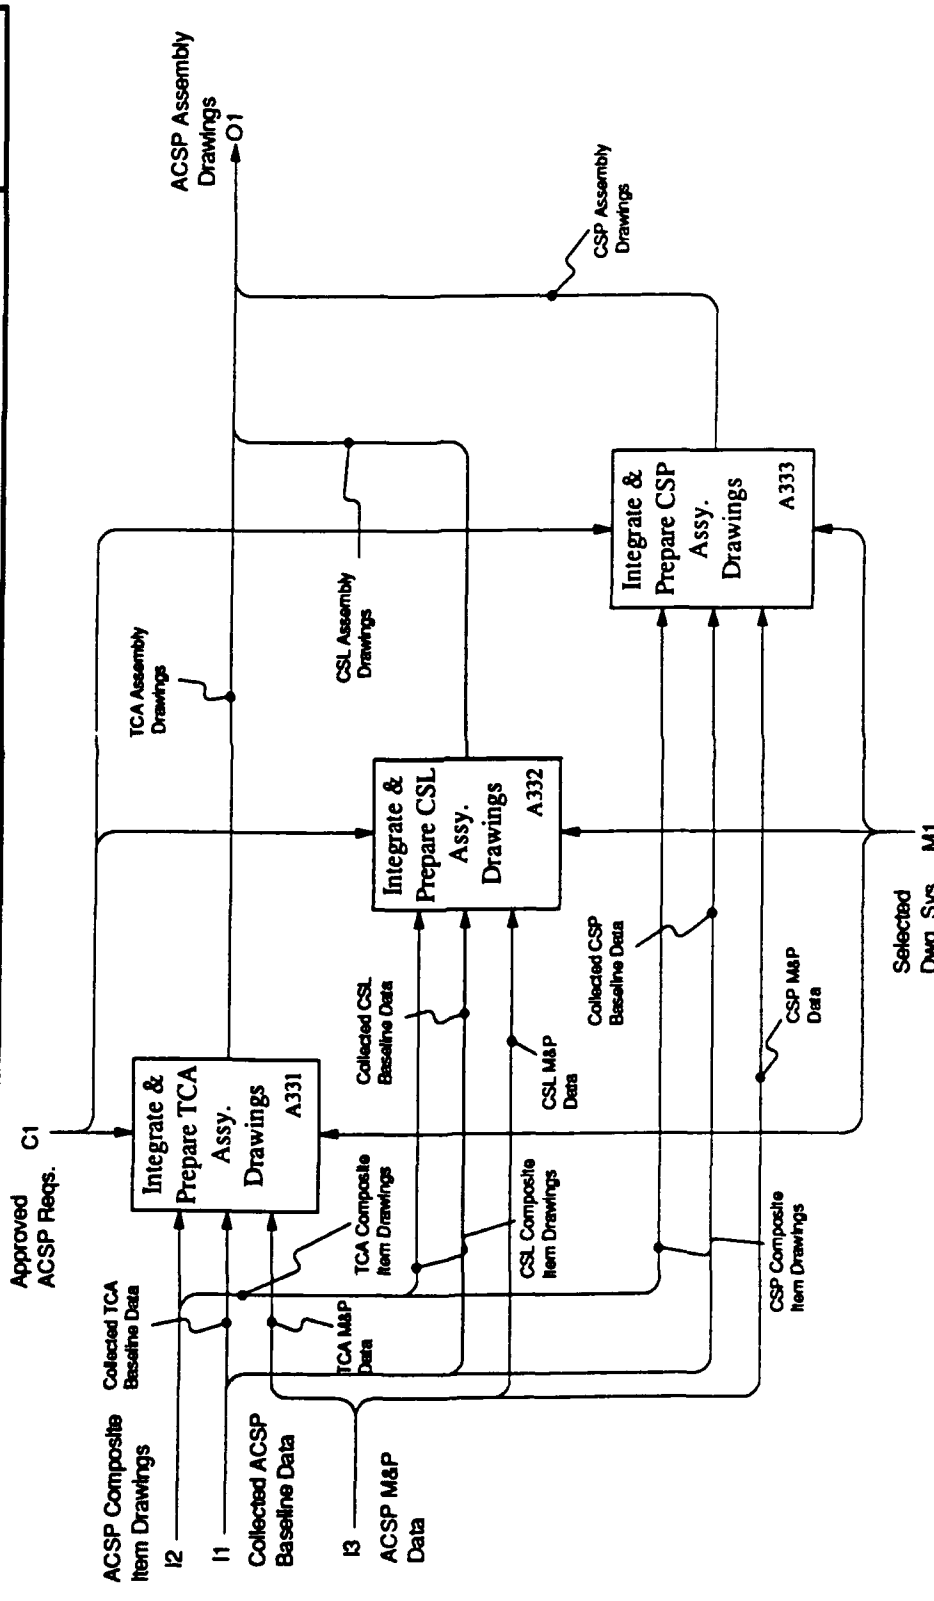 Approved
ACSP Reqs.
C1
ACSP Composite
Item Drawings
I2
I1
Collected ACSP
Baseline Data
I3
ACSP M&P
Data
Collected TCA
Baseline Data
TCA M&P
Data
TCA Composite
Item Drawings
Integrate &
Prepare TCA
Assy.
Drawings
A331
TCA Assembly
Drawings
CSL Composite
Item Drawings
Collected CSL
Baseline Data
CSL M&P
Data
Integrate &
Prepare CSL
Assy.
Drawings
A332
CSL Assembly
Drawings
CSP Composite
Item Drawings
Collected CSP
Baseline Data
CSP M&P
Data
Integrate &
Prepare CSP
Assy.
Drawings
A333
CSP Assembly
Drawings
ACSP Assembly
Drawings
O1
Selected
Dwg. Sys.
M1